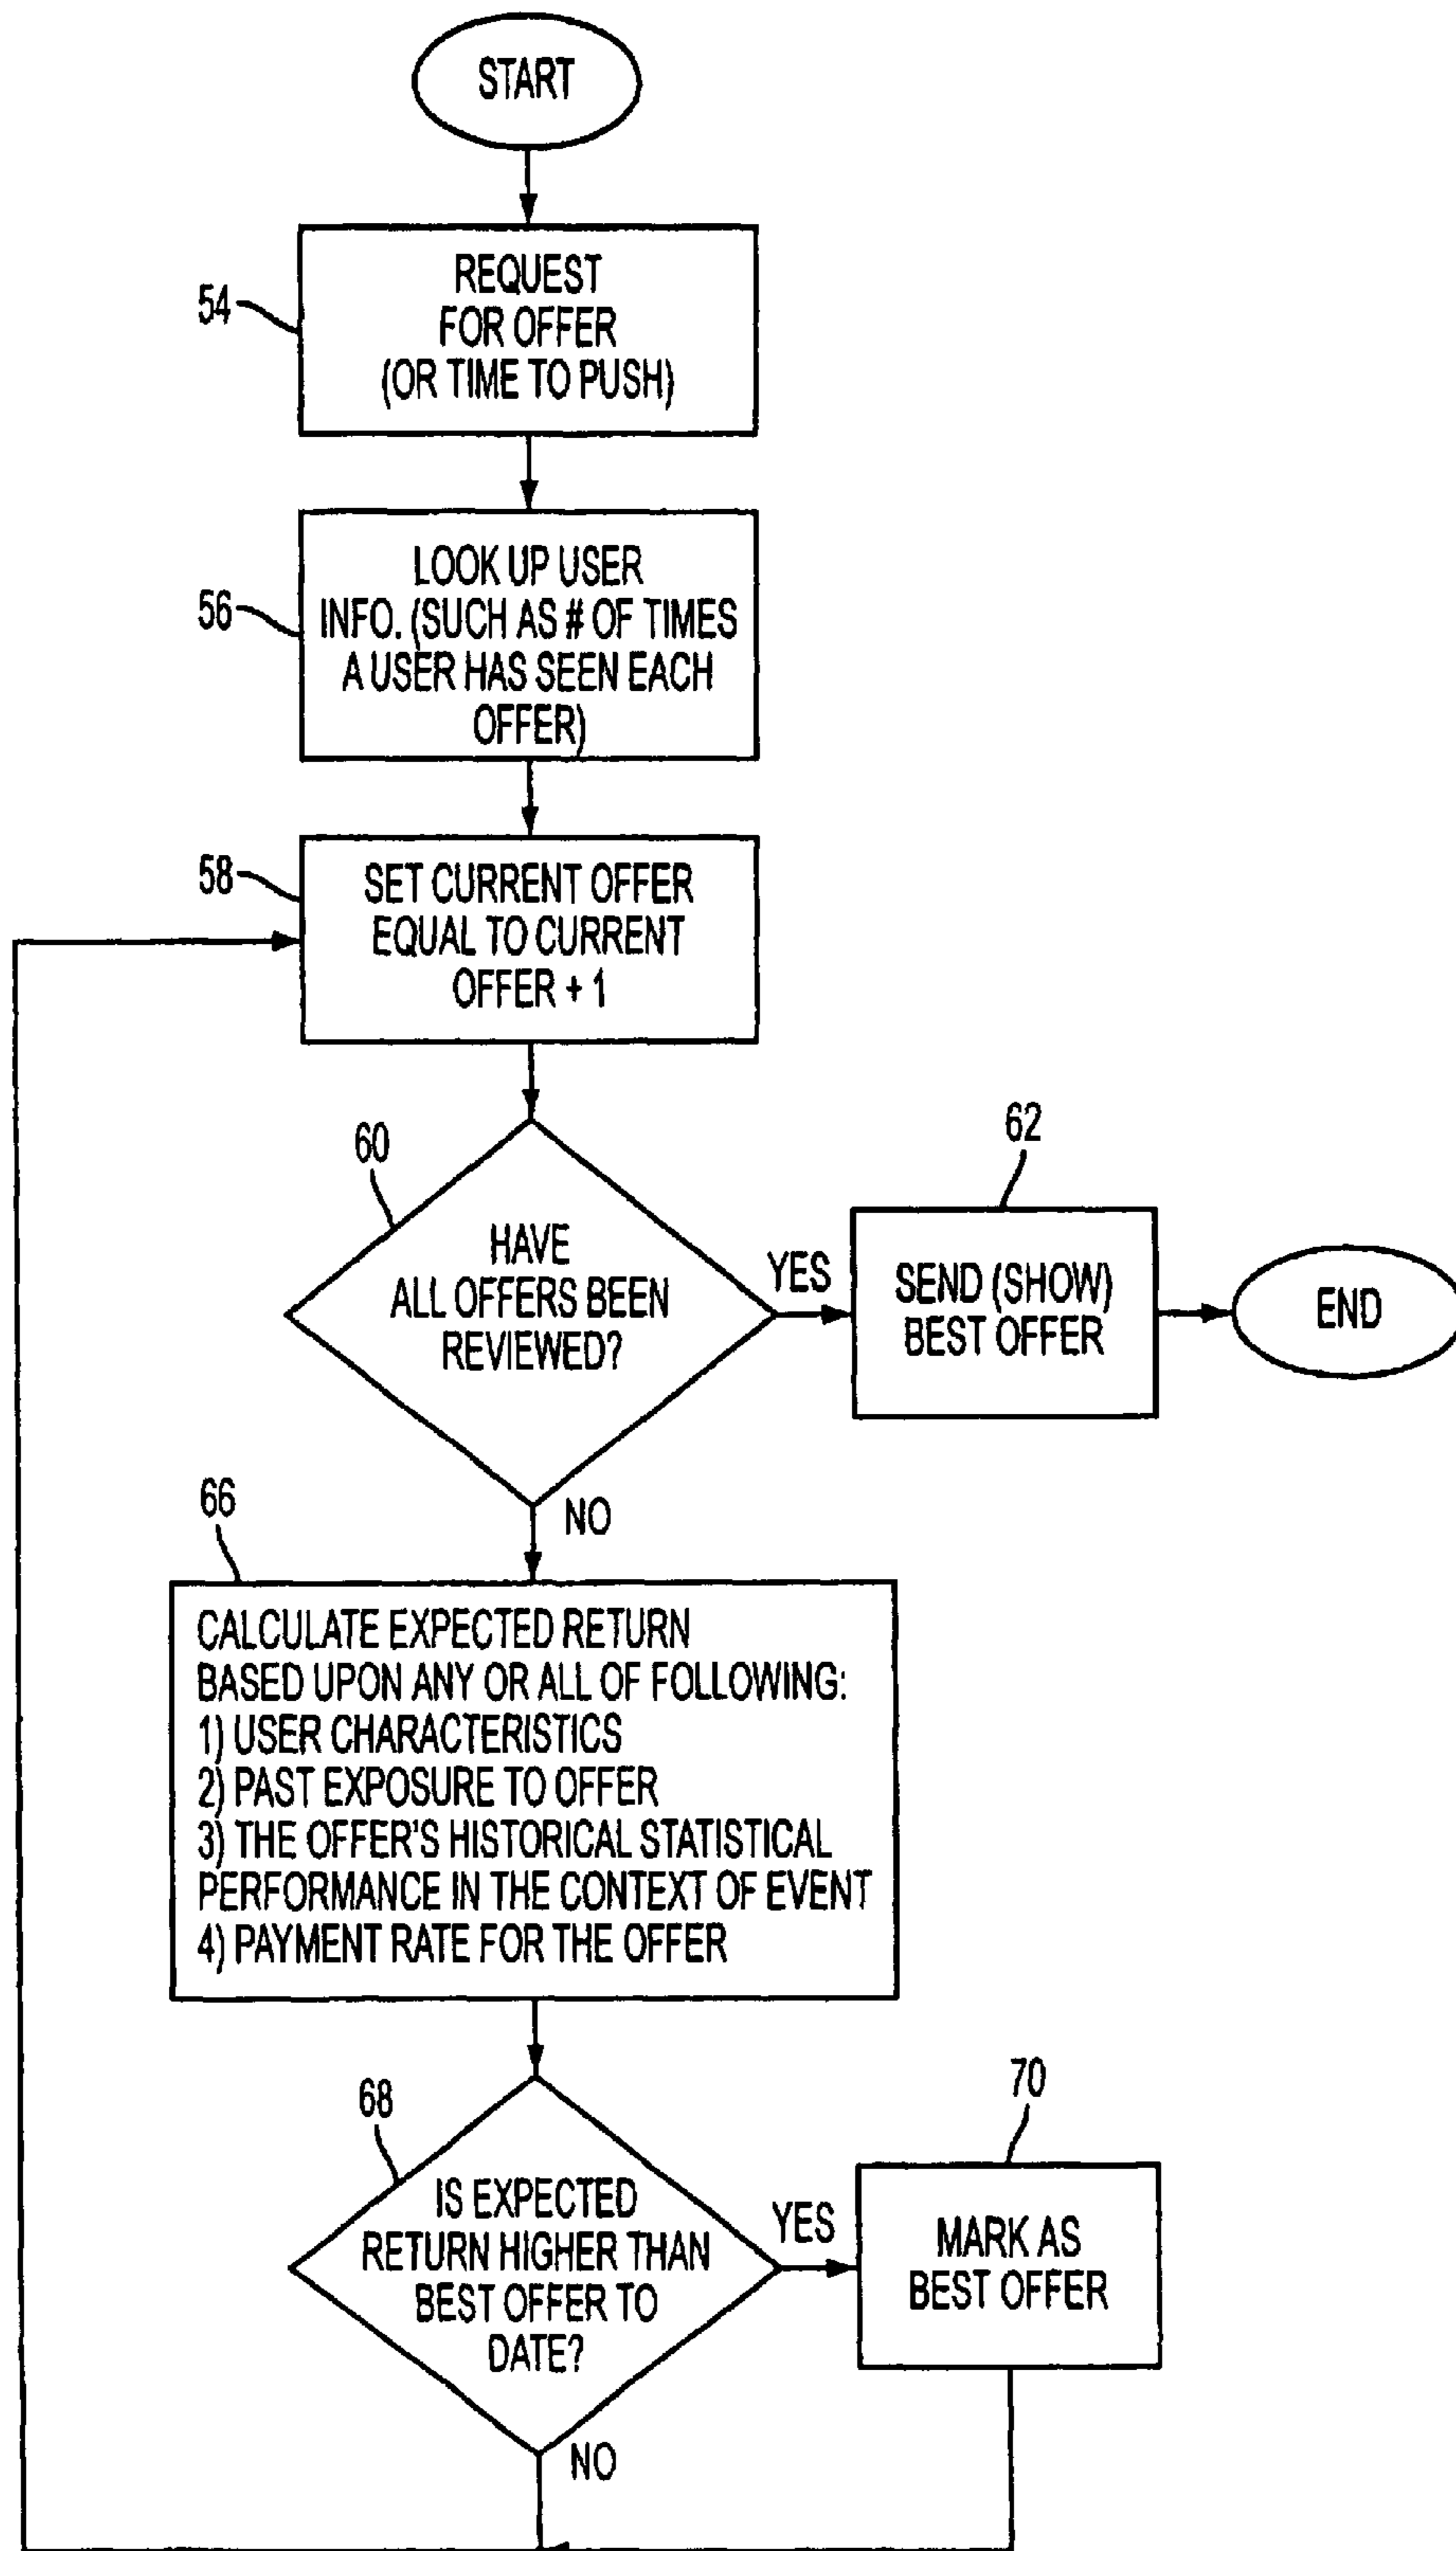 START
54
REQUEST
FOR OFFER
(OR TIME TO PUSH)
56
LOOK UP USER
INFO. (SUCH AS # OF TIMES
A USER HAS SEEN EACH
OFFER)
58
SET CURRENT OFFER
EQUAL TO CURRENT
OFFER + 1
60
HAVE
ALL OFFERS BEEN
REVIEWED?
YES
62
SEND (SHOW)
BEST OFFER
END
NO
66
CALCULATE EXPECTED RETURN
BASED UPON ANY OR ALL OF FOLLOWING:
1) USER CHARACTERISTICS
2) PAST EXPOSURE TO OFFER
3) THE OFFER'S HISTORICAL STATISTICAL
PERFORMANCE IN THE CONTEXT OF EVENT
4) PAYMENT RATE FOR THE OFFER
68
IS EXPECTED
RETURN HIGHER THAN
BEST OFFER TO
DATE?
YES
70
MARK AS
BEST OFFER
NO